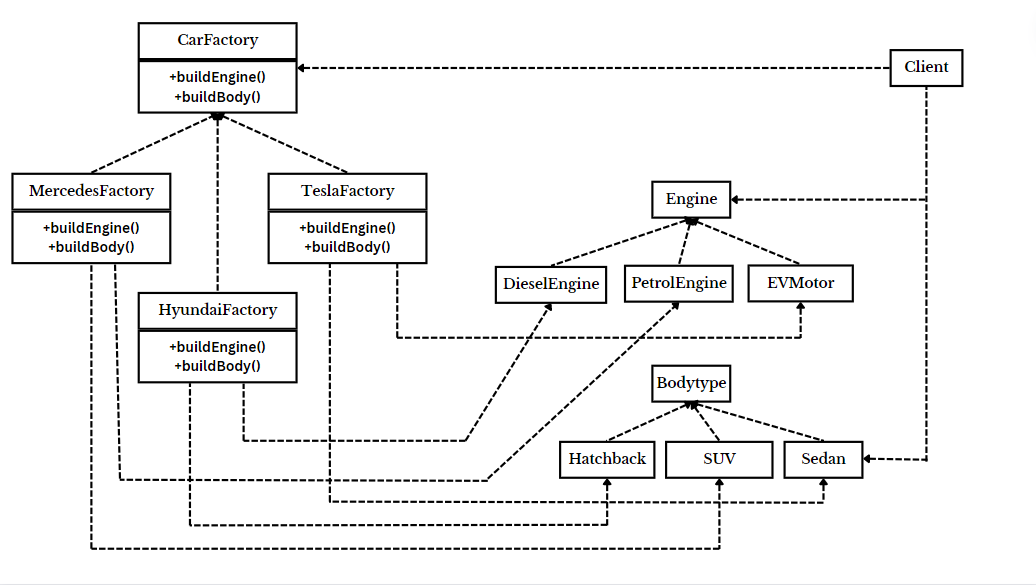 CarFactory
+buildEngine()
+buildBody()
Client
MercedesFactory
+buildEngine()
+buildBody()
TeslaFactory
+buildEngine()
+buildBody()
Engine
DieselEngine
PetrolEngine
EVMotor
HyundaiFactory
+buildEngine()
+buildBody()
Bodytype
Hatchback
SUV
Sedan